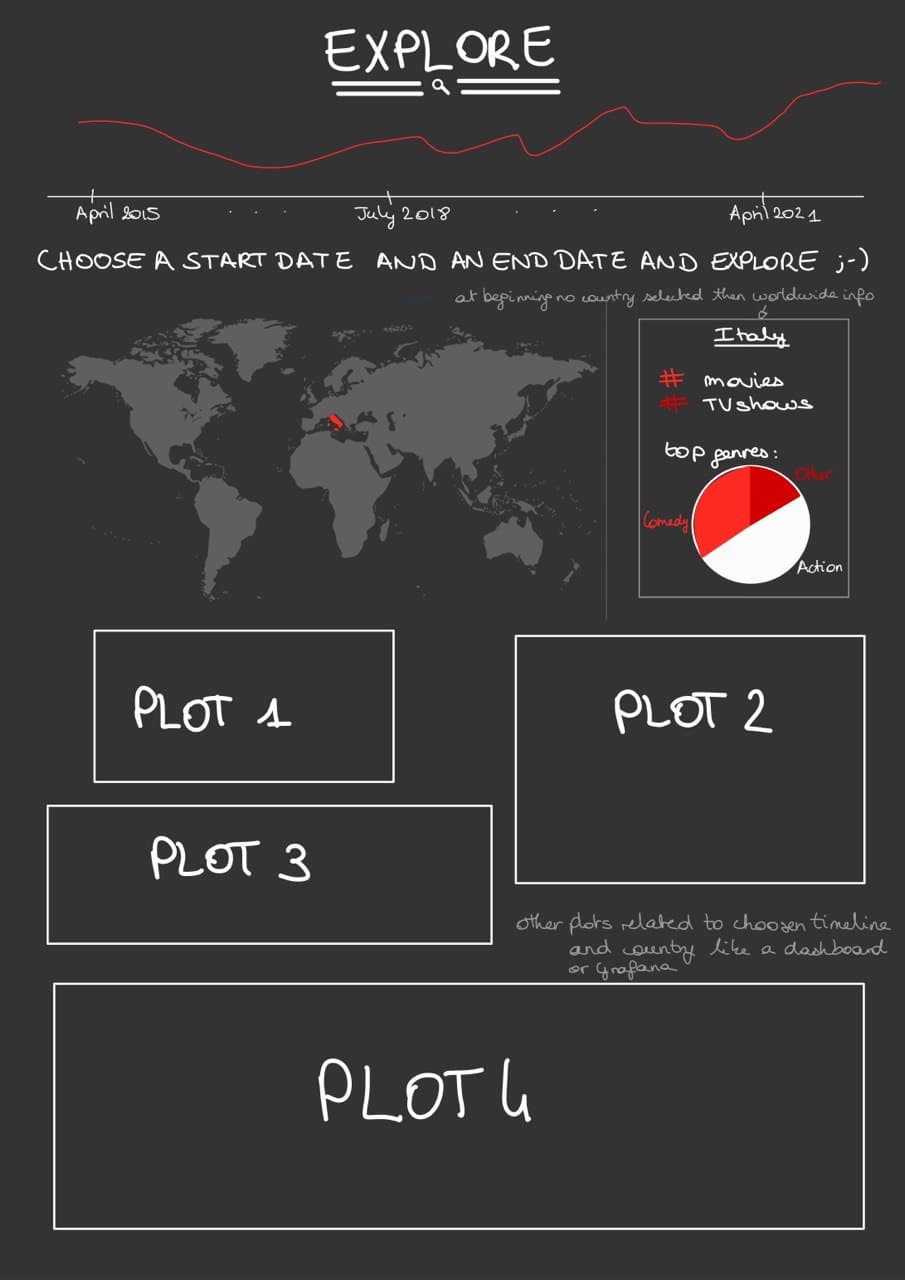 EXPLORE
April 2015 . . . July 2018 . . . April 2021
CHOOSE A START DATE AND AN END DATE AND EXPLORE ;-)
at beginning no country selected then worldwide info
Italy
# movies
# TV shows
top genres:
Other
Comedy
Action
PLOT 1
PLOT 2
PLOT 3
other plots related to choosen timeline
and country like a dashboard
or Grafana
PLOT 4